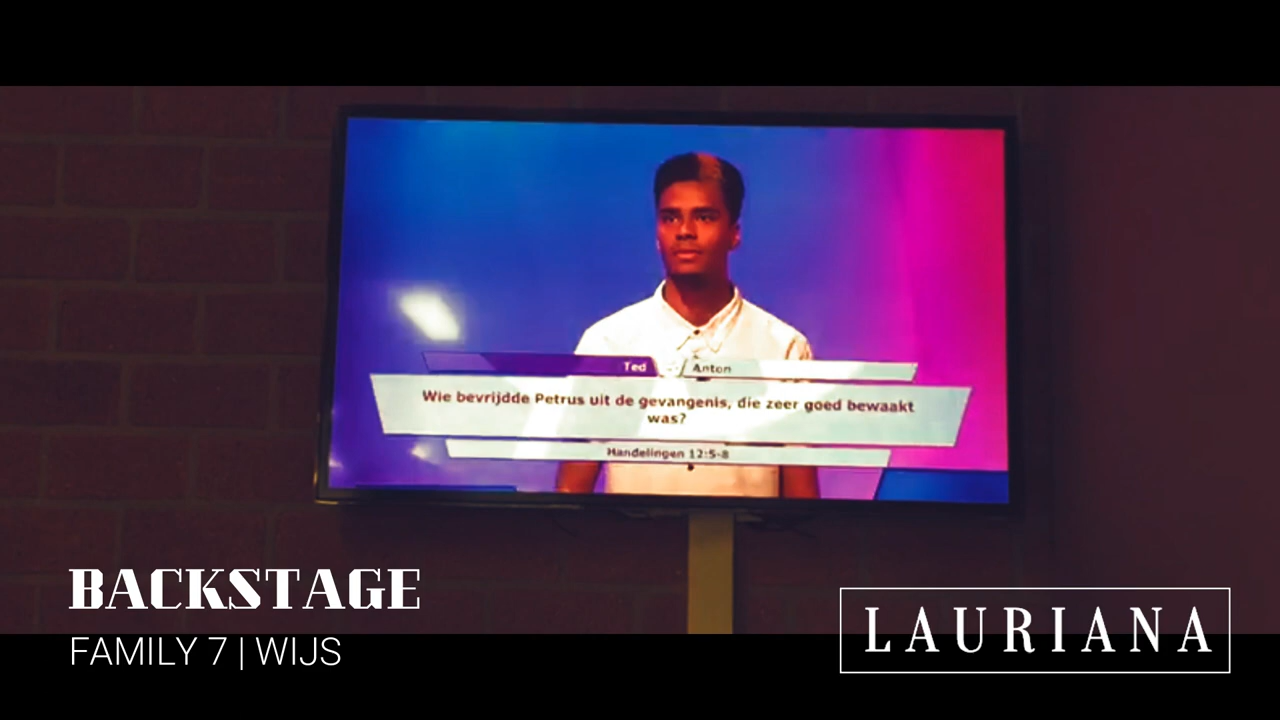 Ted
Anton
Wie bevrijdde Petrus uit de gevangenis, die zeer goed bewaakt
was?
Handelingen 12:5-8
BACKSTAGE
FAMILY 7 | WIJS
LAURIANA